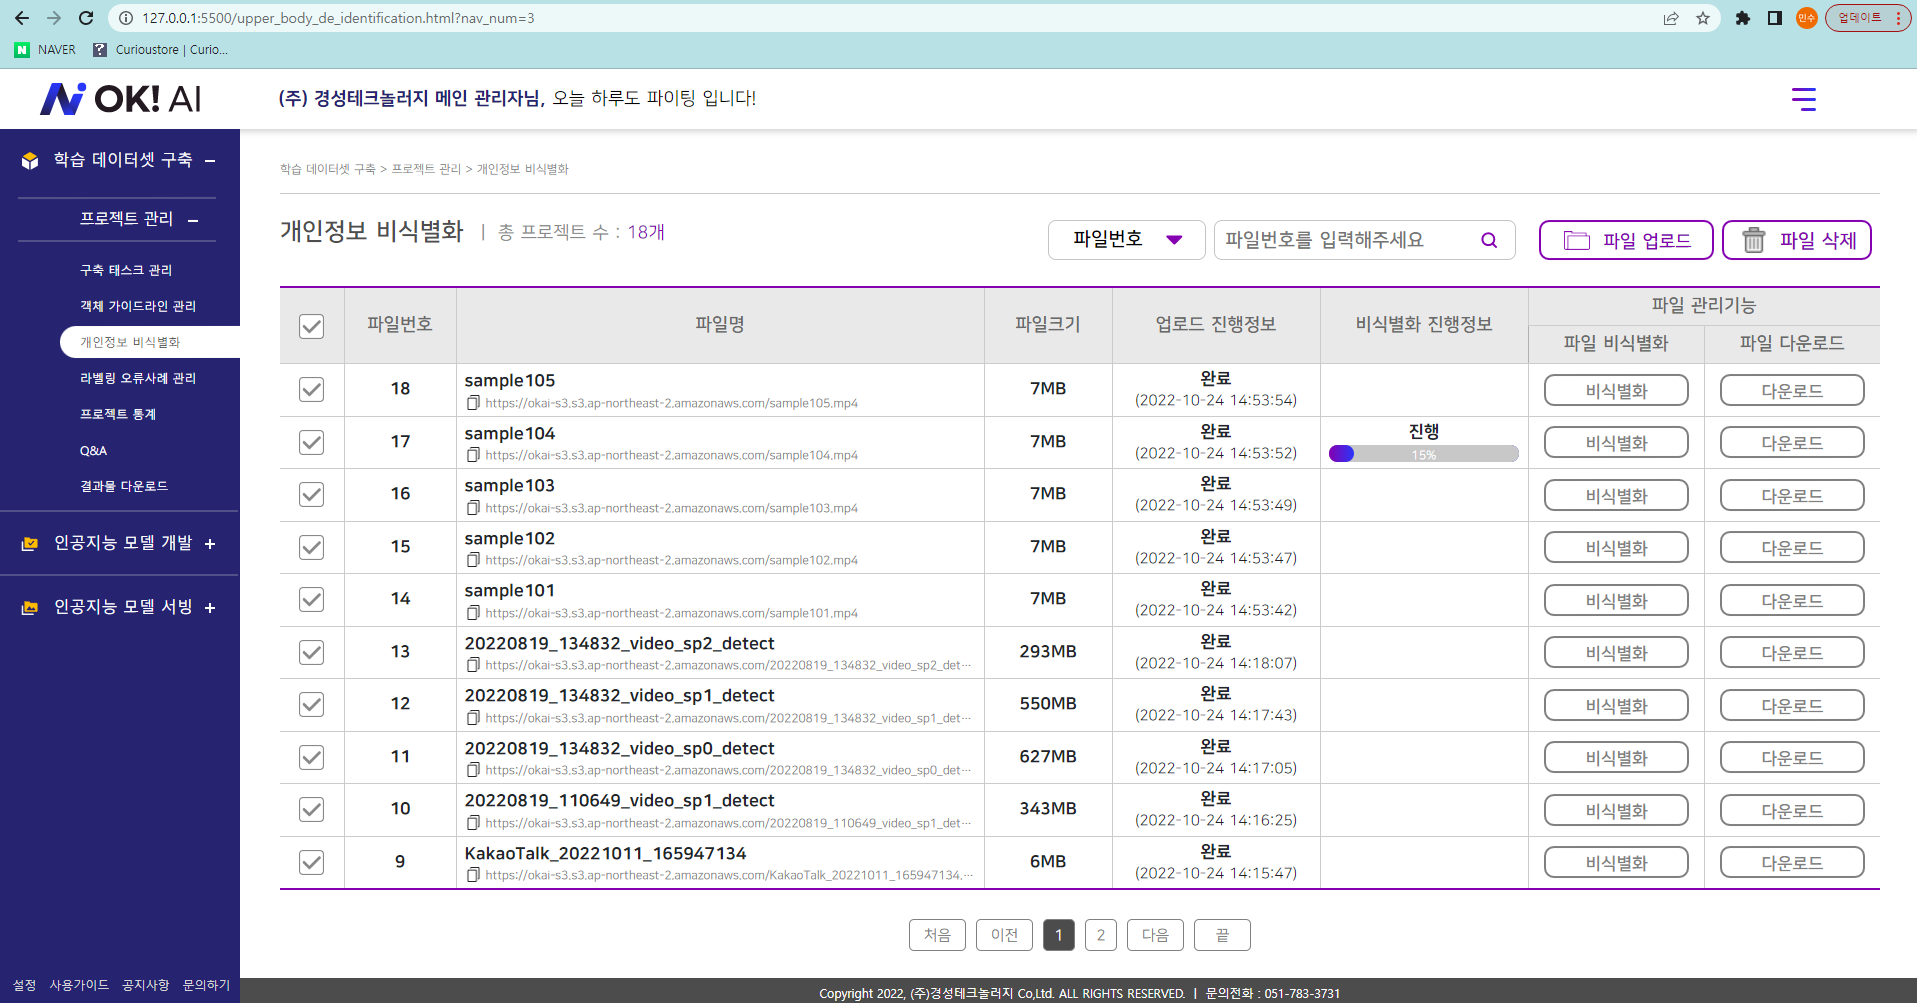 127.0.0.1:5500/upper_body_de_identification.html?nav_num=3
민수
업데이트
N NAVER
? Curioustore | Curio...
OK! AI
(주) 경성테크놀러지 메인 관리자님, 오늘 하루도 파이팅 입니다!
학습 데이터셋 구축 −
프로젝트 관리 −
구축 태스크 관리
객체 가이드라인 관리
개인정보 비식별화
라벨링 오류사례 관리
프로젝트 통계
Q&A
결과물 다운로드
인공지능 모델 개발 +
인공지능 모델 서빙 +
설정 사용가이드 공지사항 문의하기
학습 데이터셋 구축 > 프로젝트 관리 > 개인정보 비식별화
개인정보 비식별화 | 총 프로젝트 수 : 18개
파일번호
파일번호를 입력해주세요
파일 업로드
파일 삭제
파일번호 파일명 파일크기 업로드 진행정보 비식별화 진행정보 파일 관리기능
파일 비식별화 파일 다운로드
18 sample105 7MB 완료 비식별화 다운로드
https://okai-s3.s3.ap-northeast-2.amazonaws.com/sample105.mp4 (2022-10-24 14:53:54)
17 sample104 7MB 완료 진행 비식별화 다운로드
https://okai-s3.s3.ap-northeast-2.amazonaws.com/sample104.mp4 (2022-10-24 14:53:52) 15%
16 sample103 7MB 완료 비식별화 다운로드
https://okai-s3.s3.ap-northeast-2.amazonaws.com/sample103.mp4 (2022-10-24 14:53:49)
15 sample102 7MB 완료 비식별화 다운로드
https://okai-s3.s3.ap-northeast-2.amazonaws.com/sample102.mp4 (2022-10-24 14:53:47)
14 sample101 7MB 완료 비식별화 다운로드
https://okai-s3.s3.ap-northeast-2.amazonaws.com/sample101.mp4 (2022-10-24 14:53:42)
13 20220819_134832_video_sp2_detect 293MB 완료 비식별화 다운로드
https://okai-s3.s3.ap-northeast-2.amazonaws.com/20220819_134832_video_sp2_det… (2022-10-24 14:18:07)
12 20220819_134832_video_sp1_detect 550MB 완료 비식별화 다운로드
https://okai-s3.s3.ap-northeast-2.amazonaws.com/20220819_134832_video_sp1_det… (2022-10-24 14:17:43)
11 20220819_134832_video_sp0_detect 627MB 완료 비식별화 다운로드
https://okai-s3.s3.ap-northeast-2.amazonaws.com/20220819_134832_video_sp0_det… (2022-10-24 14:17:05)
10 20220819_110649_video_sp1_detect 343MB 완료 비식별화 다운로드
https://okai-s3.s3.ap-northeast-2.amazonaws.com/20220819_110649_video_sp1_det… (2022-10-24 14:16:25)
9 KakaoTalk_20221011_165947134 6MB 완료 비식별화 다운로드
https://okai-s3.s3.ap-northeast-2.amazonaws.com/KakaoTalk_20221011_165947134.… (2022-10-24 14:15:47)
처음 이전 1 2 다음 끝
Copyright 2022, (주)경성테크놀러지 Co,Ltd. ALL RIGHTS RESERVED. | 문의전화 : 051-783-3731